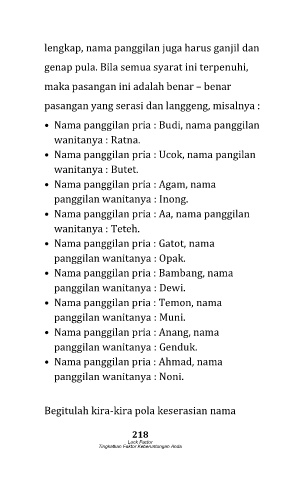 lengkap, nama panggilan juga harus ganjil dan
genap pula. Bila semua syarat ini terpenuhi,
maka pasangan ini adalah benar – benar
pasangan yang serasi dan langgeng, misalnya :
• Nama panggilan pria : Budi, nama panggilan
wanitanya : Ratna.
• Nama panggilan pria : Ucok, nama pangilan
wanitanya : Butet.
• Nama panggilan pria : Agam, nama
panggilan wanitanya : Inong.
• Nama panggilan pria : Aa, nama panggilan
wanitanya : Teteh.
• Nama panggilan pria : Gatot, nama
panggilan wanitanya : Opak.
• Nama panggilan pria : Bambang, nama
panggilan wanitanya : Dewi.
• Nama panggilan pria : Temon, nama
panggilan wanitanya : Muni.
• Nama panggilan pria : Anang, nama
panggilan wanitanya : Genduk.
• Nama panggilan pria : Ahmad, nama
panggilan wanitanya : Noni.
Begitulah kira-kira pola keserasian nama
218
Luck Factor
Tingkatkan Faktor Keberuntungan Anda